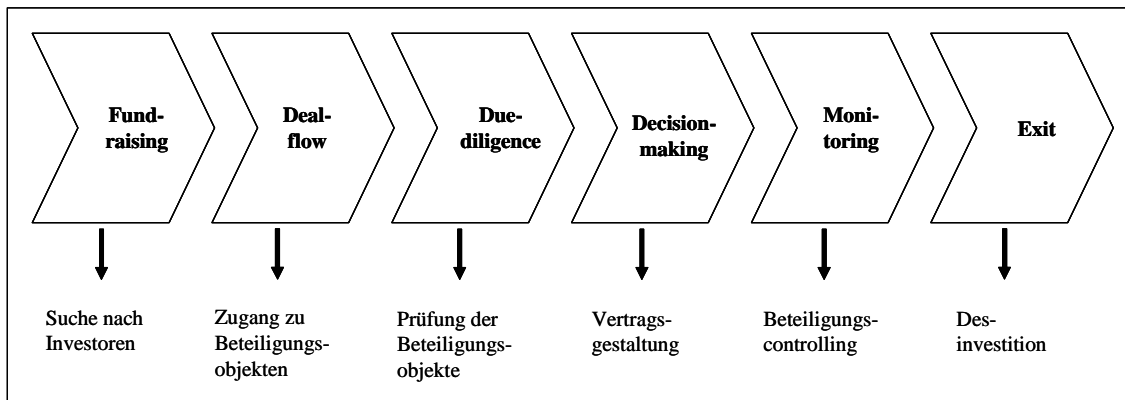 Fund-
raising
Deal-
flow
Due-
diligence
Decision-
making
Moni-
toring
Exit
Suche nach
Investoren
Zugang zu
Beteiligungs-
objekten
Prüfung der
Beteiligungs-
objekte
Vertrags-
gestaltung
Beteiligungs-
controlling
Des-
investition